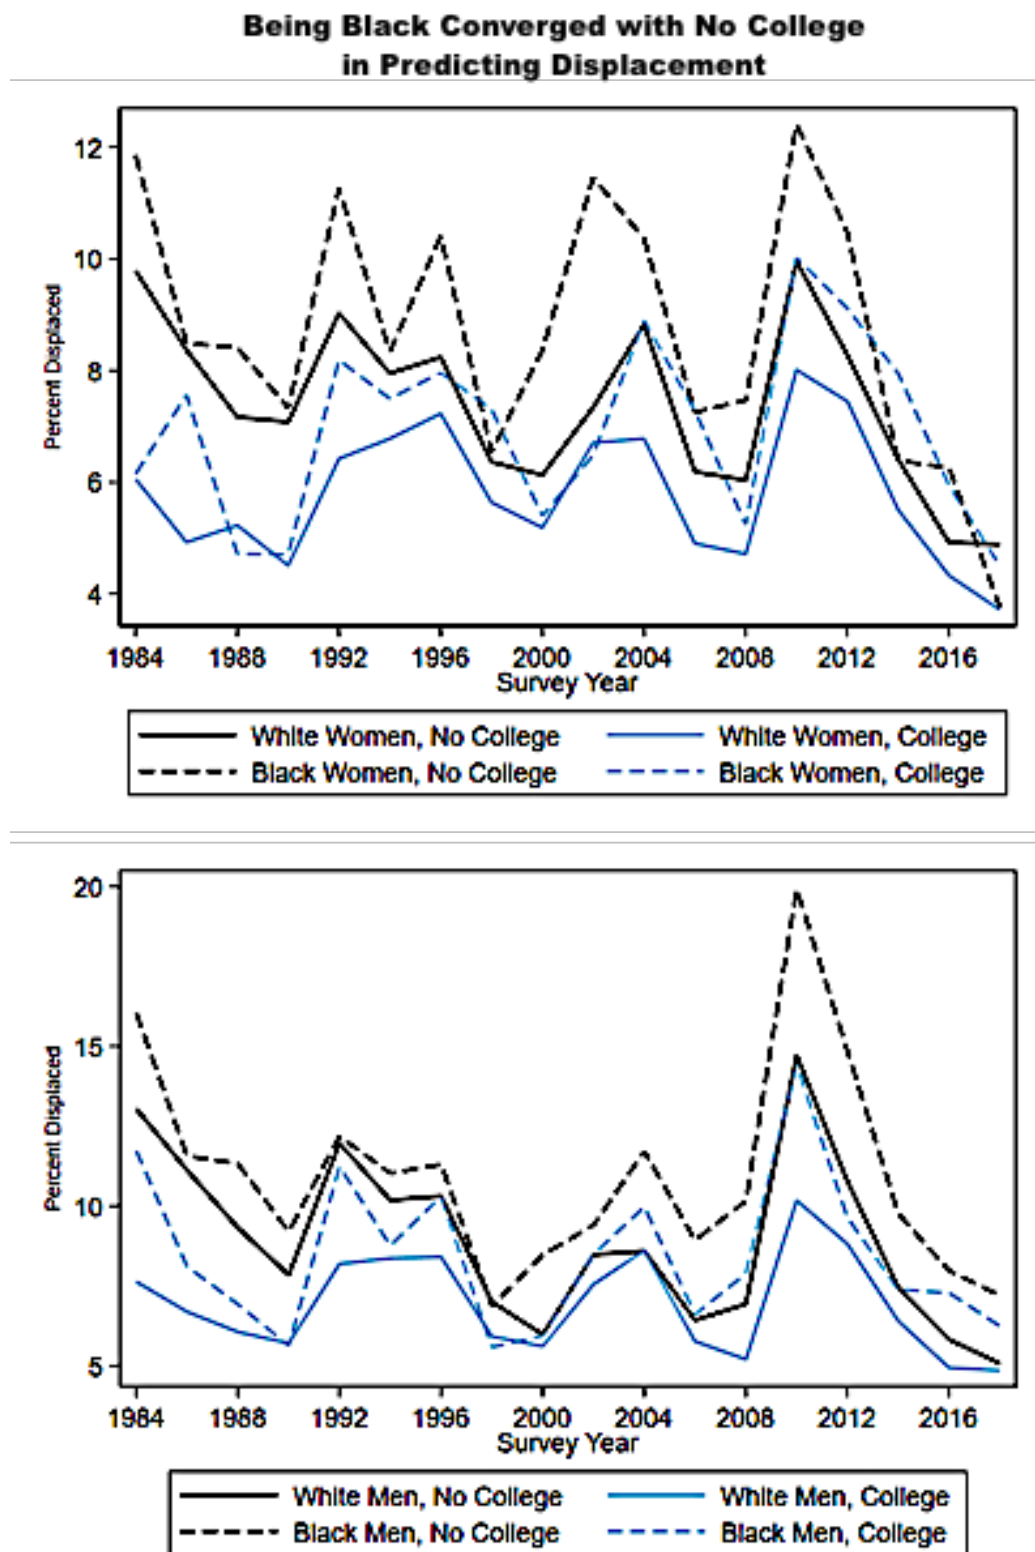 Being Black Converged with No College
in Predicting Displacement
12
10
8
6
4
Percent Displaced
1984 1988 1992 1996 2000 2004 2008 2012 2016
Survey Year
White Women, No College White Women, College
Black Women, No College Black Women, College
20
15
10
5
Percent Displaced
1984 1988 1992 1996 2000 2004 2008 2012 2016
Survey Year
White Men, No College White Men, College
Black Men, No College Black Men, College